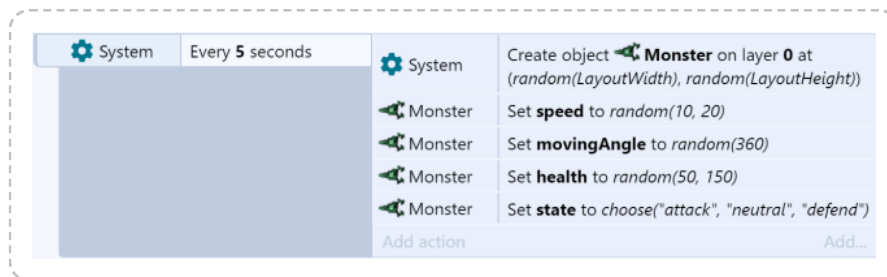 System Every 5 seconds
System Create object Monster on layer 0 at
(random(LayoutWidth), random(LayoutHeight))
Monster Set speed to random(10, 20)
Monster Set movingAngle to random(360)
Monster Set health to random(50, 150)
Monster Set state to choose("attack", "neutral", "defend")
Add action Add...